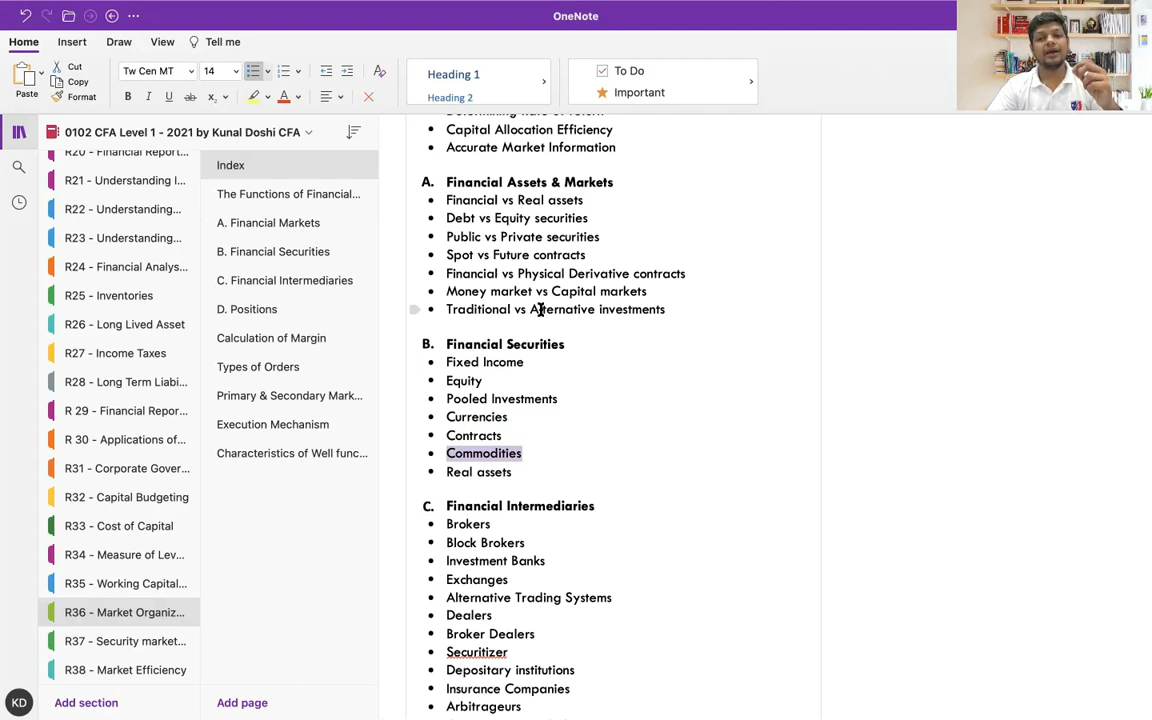 OneNote
Home
Insert
Draw
View
Tell me
Paste
Cut
Copy
Format
Tw Cen MT
14
B I U ab x₂
A
Heading 1
Heading 2
To Do
Important
0102 CFA Level 1 - 2021 by Kunal Doshi CFA
R20 - Financial Report...
R21 - Understanding I...
R22 - Understanding...
R23 - Understanding...
R24 - Financial Analys...
R25 - Inventories
R26 - Long Lived Asset
R27 - Income Taxes
R28 - Long Term Liabi...
R 29 - Financial Repor...
R 30 - Applications of...
R31 - Corporate Gover...
R32 - Capital Budgeting
R33 - Cost of Capital
R34 - Measure of Lev...
R35 - Working Capital...
R36 - Market Organiz...
R37 - Security market...
R38 - Market Efficiency
KD
Add section
Index
The Functions of Financial...
A. Financial Markets
B. Financial Securities
C. Financial Intermediaries
D. Positions
Calculation of Margin
Types of Orders
Primary & Secondary Mark...
Execution Mechanism
Characteristics of Well func...
Add page
• Capital Allocation Efficiency
• Accurate Market Information
A. Financial Assets & Markets
• Financial vs Real assets
• Debt vs Equity securities
• Public vs Private securities
• Spot vs Future contracts
• Financial vs Physical Derivative contracts
• Money market vs Capital markets
• Traditional vs Alternative investments
B. Financial Securities
• Fixed Income
• Equity
• Pooled Investments
• Currencies
• Contracts
• Commodities
• Real assets
C. Financial Intermediaries
• Brokers
• Block Brokers
• Investment Banks
• Exchanges
• Alternative Trading Systems
• Dealers
• Broker Dealers
• Securitizer
• Depositary institutions
• Insurance Companies
• Arbitrageurs